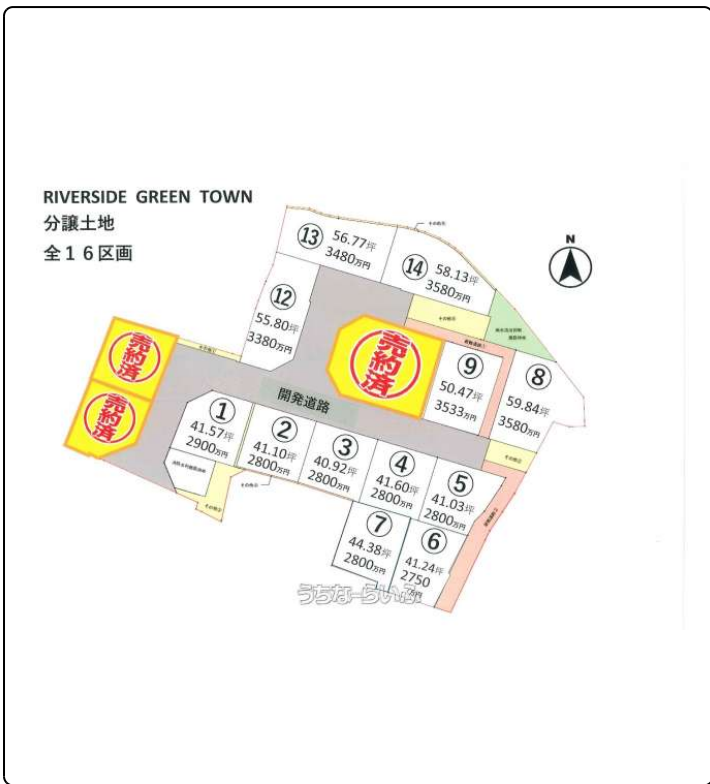 RIVERSIDE GREEN TOWN
分譲土地
全16区画
N
⑬ 56.77坪
3480万円
⑭ 58.13坪
3580万円
⑫
55.80坪
3380万円
売約済
売約済
売約済
⑨
50.47坪
3533万円
⑧
59.84坪
3580万円
開発道路
①
41.57坪
2900万円
②
41.10坪
2800万円
③
40.92坪
2800万円
④
41.60坪
2800万円
⑤
41.03坪
2800万円
⑦
44.38坪
2800万円
⑥
41.24坪
2750
万円
うちなーらいふ